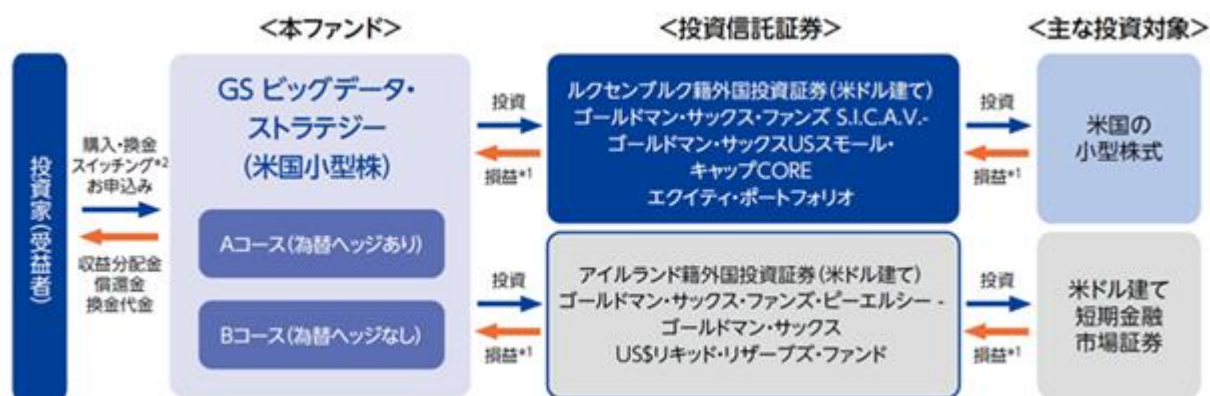 <本ファンド>
<投資信託証券>
<主な投資対象>
投資家(受益者)
購入・換金
スイッチング*2
お申込み
収益分配金
償還金
換金代金
GS ビッグデータ・
ストラテジー
(米国小型株)
Aコース(為替ヘッジあり)
Bコース(為替ヘッジなし)
投資
損益*1
投資
損益*1
ルクセンブルク籍外国投資証券(米ドル建て)
ゴールドマン・サックス・ファンズ S.I.C.A.V.-
ゴールドマン・サックスUSスモール・
キャップCORE
エクイティ・ポートフォリオ
アイルランド籍外国投資証券(米ドル建て)
ゴールドマン・サックス・ファンズ・ピーエルシー -
ゴールドマン・サックス
US$リキッド・リザーブズ・ファンド
投資
損益*1
投資
損益*1
米国の
小型株式
米ドル建て
短期金融
市場証券